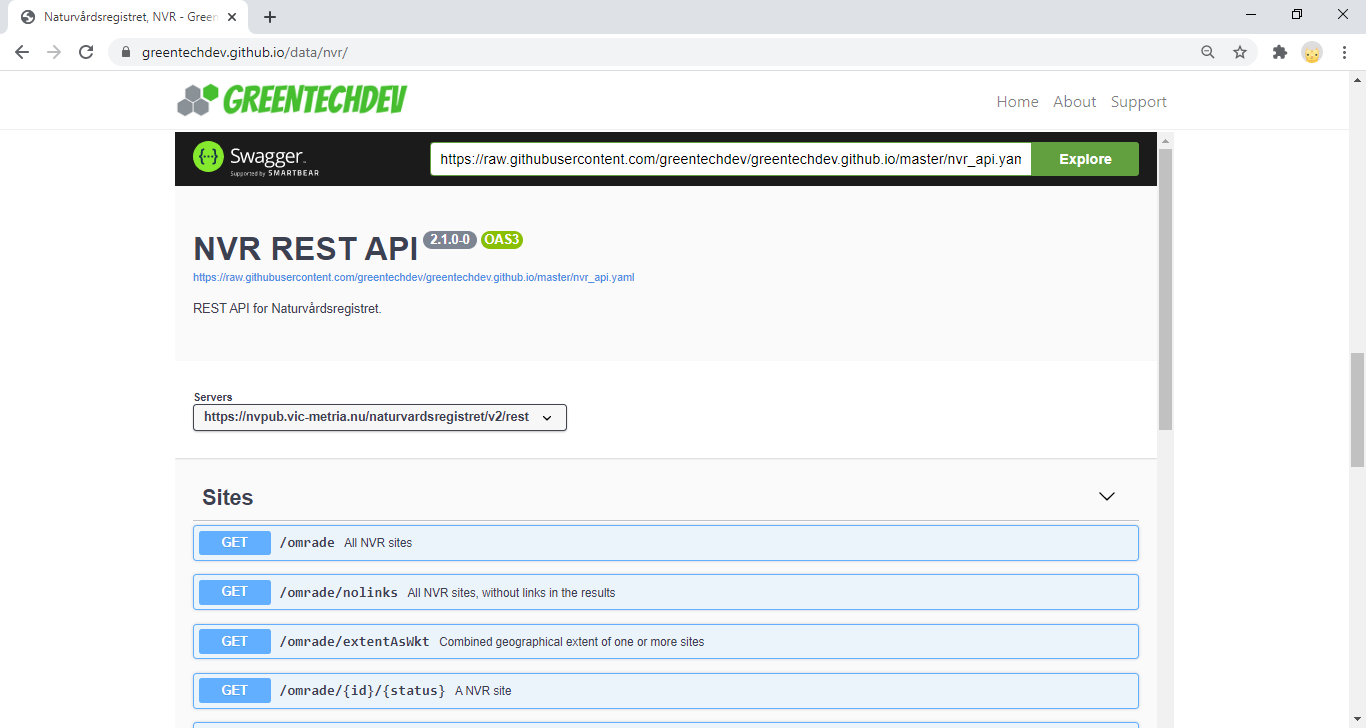 Naturvårdsregistret, NVR - Green
greentechdev.github.io/data/nvr/
GREENTECHDEV
Home About Support
Swagger
Supported by SMARTBEAR
https://raw.githubusercontent.com/greentechdev/greentechdev.github.io/master/nvr_api.yam
Explore
NVR REST API 2.1.0-0 OAS3
https://raw.githubusercontent.com/greentechdev/greentechdev.github.io/master/nvr_api.yaml
REST API for Naturvårdsregistret.
Servers
https://nvpub.vic-metria.nu/naturvardsregistret/v2/rest
Sites
GET /omrade All NVR sites
GET /omrade/nolinks All NVR sites, without links in the results
GET /omrade/extentAsWkt Combined geographical extent of one or more sites
GET /omrade/{id}/{status} A NVR site